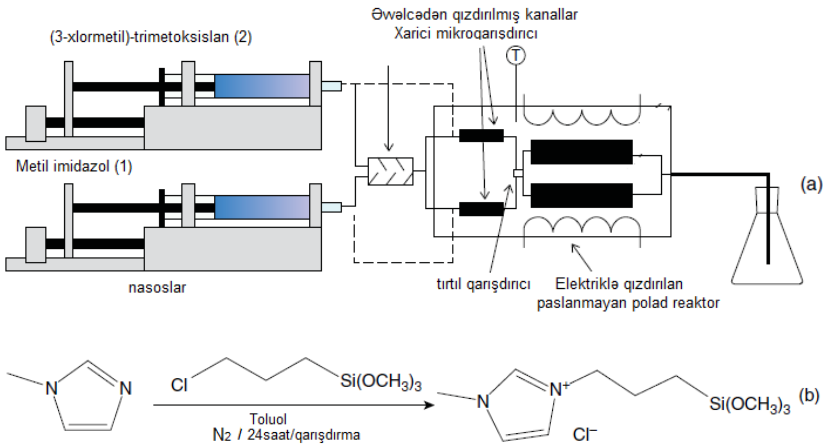 (3-xlormetil)-trimetoksislan (2)
Əwəlcədən qızdırılmış kanallar
Xarici mikroqarışdırıcı
T
Metil imidazol (1)
nasoslar
tırtıl qarışdırıcı
Elektriklə qızdırılan
paslanmayan polad reaktor
(a)
N
N
Cl
Si(OCH₃)₃
Toluol
N₂ / 24saat/qarışdırma
N
N⁺
Si(OCH₃)₃
Cl⁻
(b)